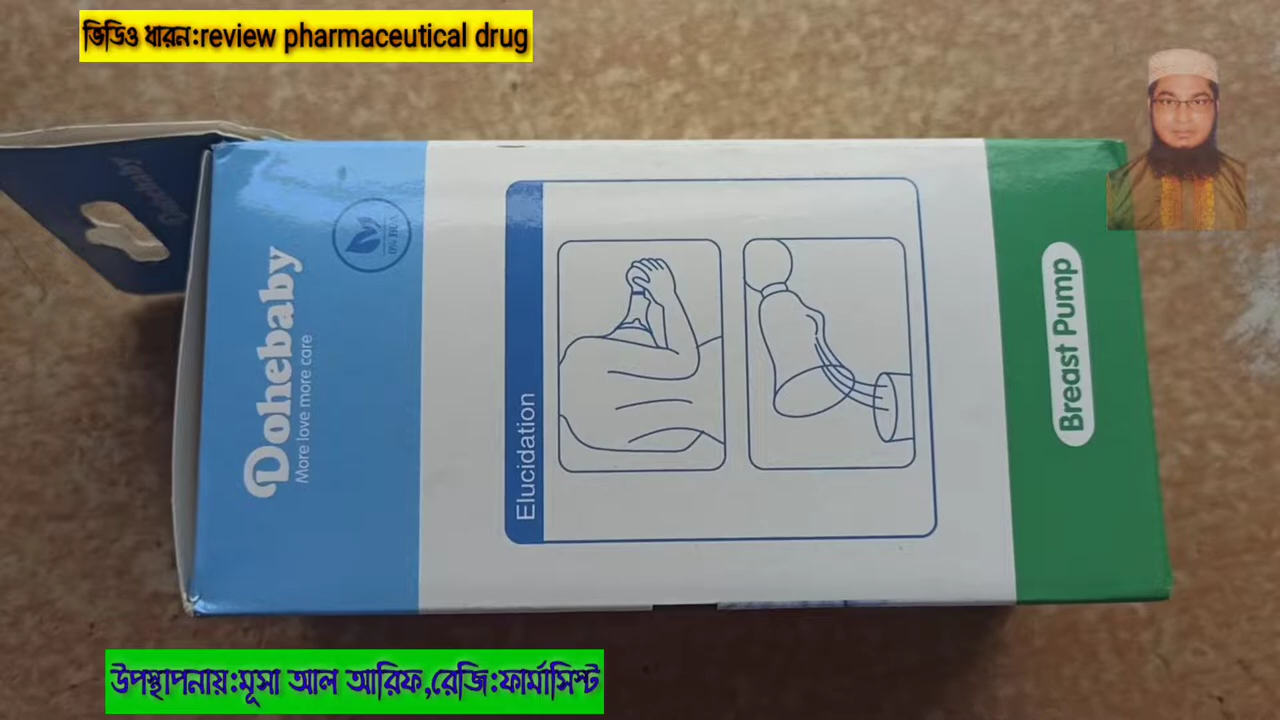 ভিডিও ধারন:review pharmaceutical drug
Dohebaby
More love more care
Elucidation
Breast Pump
উপস্থাপনায়:মূসা আল আরিফ,রেজি:ফার্মাসিস্ট